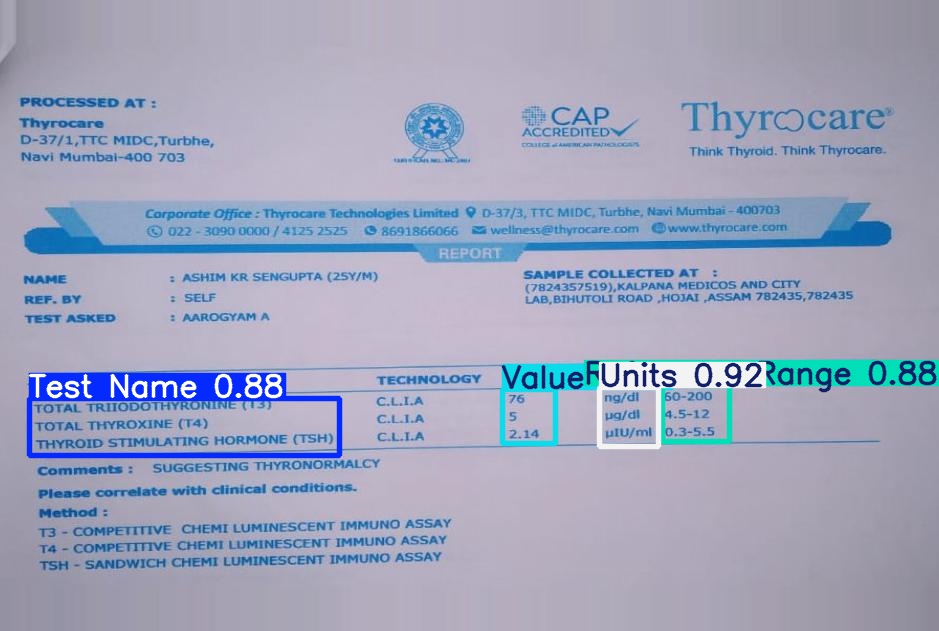 PROCESSED AT :
Thyrocare
D-37/1,TTC MIDC,Turbhe,
Navi Mumbai-400 703
CAP
ACCREDITED
COLLEGE of AMERICAN PATHOLOGISTS
Thyrocare®
Think Thyroid. Think Thyrocare.
Corporate Office : Thyrocare Technologies Limited D-37/3, TTC MIDC, Turbhe, Navi Mumbai - 400703
022 - 3090 0000 / 4125 2525 8691866066 wellness@thyrocare.com www.thyrocare.com
REPORT
NAME : ASHIM KR SENGUPTA (25Y/M)
REF. BY : SELF
TEST ASKED : AAROGYAM A
SAMPLE COLLECTED AT :
(7824357519),KALPANA MEDICOS AND CITY
LAB,BIHUTOLI ROAD ,HOJAI ,ASSAM 782435,782435
Test Name 0.88 TECHNOLOGY Value Units 0.92 Range 0.88
TOTAL TRIIODOTHYRONINE (T3) C.L.I.A 76 ng/dl 60-200
TOTAL THYROXINE (T4) C.L.I.A 5 µg/dl 4.5-12
THYROID STIMULATING HORMONE (TSH) C.L.I.A 2.14 µIU/ml 0.3-5.5
Comments : SUGGESTING THYRONORMALCY
Please correlate with clinical conditions.
Method :
T3 - COMPETITIVE CHEMI LUMINESCENT IMMUNO ASSAY
T4 - COMPETITIVE CHEMI LUMINESCENT IMMUNO ASSAY
TSH - SANDWICH CHEMI LUMINESCENT IMMUNO ASSAY